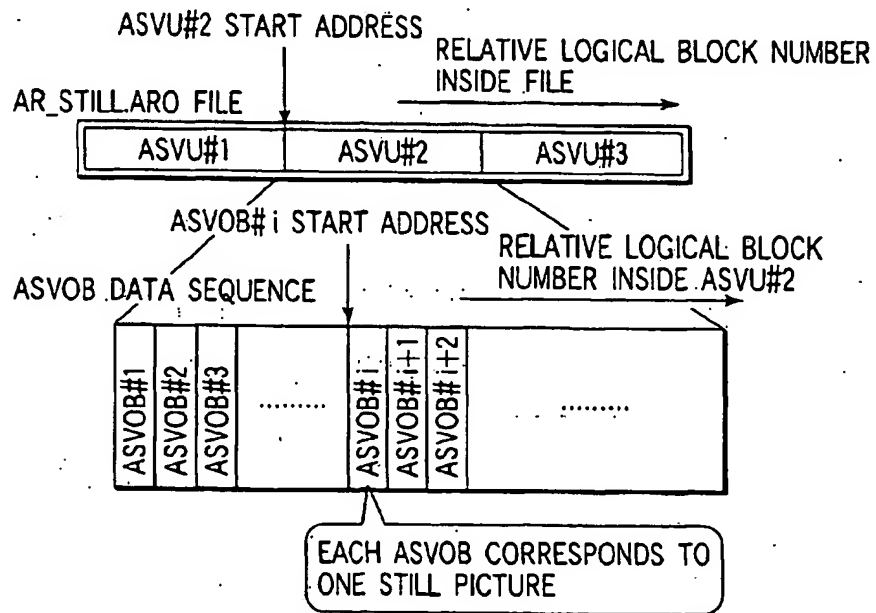 ASVU#2 START ADDRESS
RELATIVE LOGICAL BLOCK NUMBER
INSIDE FILE
AR_STILL.ARO FILE
ASVU#1 ASVU#2 ASVU#3
ASVOB# i START ADDRESS
RELATIVE LOGICAL BLOCK
NUMBER INSIDE ASVU#2
ASVOB DATA SEQUENCE
ASVOB#1
ASVOB#2
ASVOB#3
.........
ASVOB# i
ASVOB# i+1
ASVOB# i+2
.........
EACH ASVOB CORRESPONDS TO
ONE STILL PICTURE